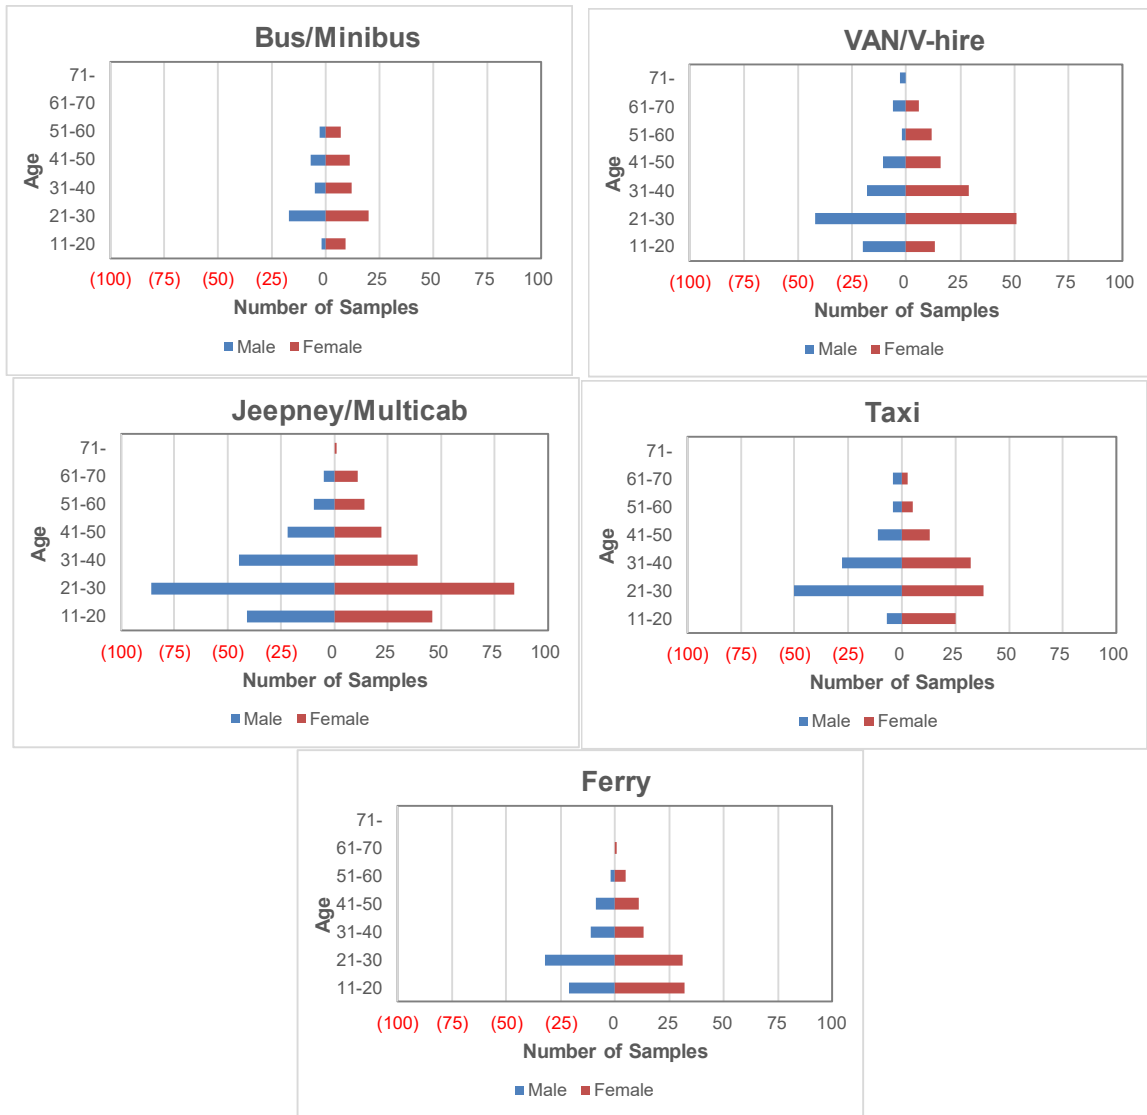 Bus/Minibus
71-
61-70
51-60
41-50
31-40
21-30
11-20
Age
(100) (75) (50) (25) 0 25 50 75 100
Number of Samples
Male Female
VAN/V-hire
71-
61-70
51-60
41-50
31-40
21-30
11-20
Age
(100) (75) (50) (25) 0 25 50 75 100
Number of Samples
Male Female
Jeepney/Multicab
71-
61-70
51-60
41-50
31-40
21-30
11-20
Age
(100) (75) (50) (25) 0 25 50 75 100
Number of Samples
Male Female
Taxi
71-
61-70
51-60
41-50
31-40
21-30
11-20
Age
(100) (75) (50) (25) 0 25 50 75 100
Number of Samples
Male Female
Ferry
71-
61-70
51-60
41-50
31-40
21-30
11-20
Age
(100) (75) (50) (25) 0 25 50 75 100
Number of Samples
Male Female